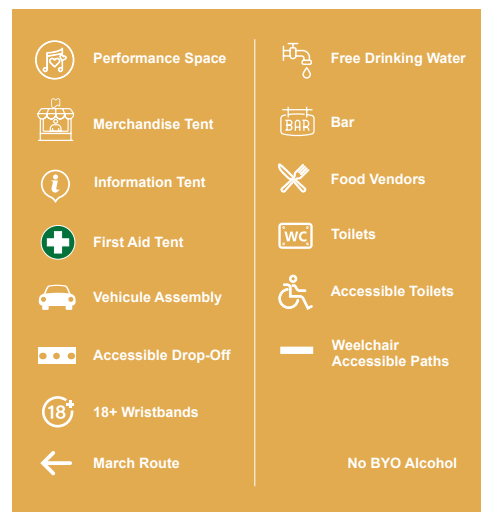 Performance Space
Merchandise Tent
Information Tent
First Aid Tent
Vehicule Assembly
Accessible Drop-Off
18+
18+ Wristbands
March Route
Free Drinking Water
BAR
Bar
Food Vendors
WC
Toilets
Accessible Toilets
Weelchair
Accessible Paths
No BYO Alcohol